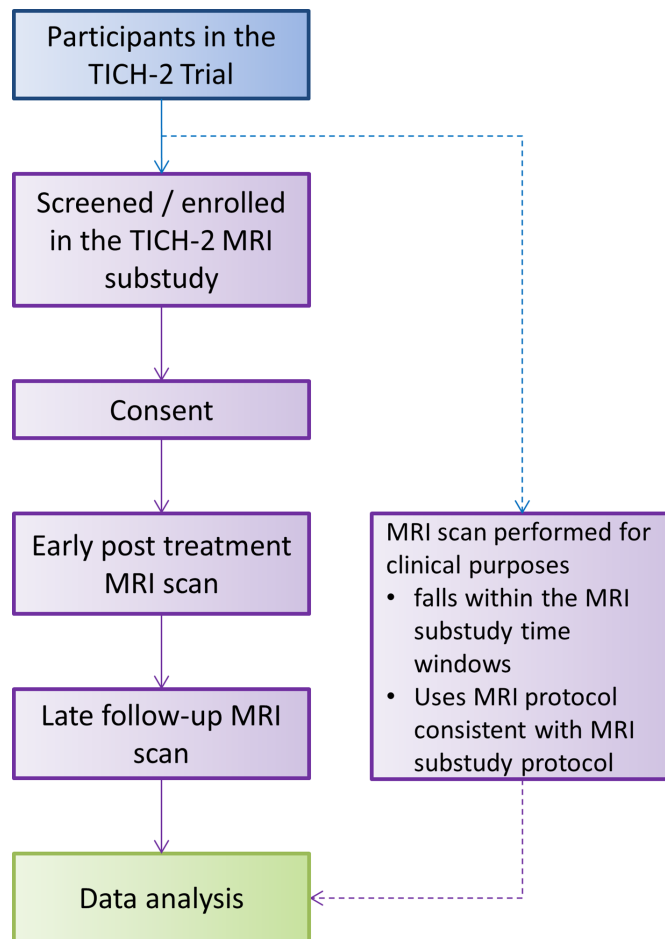 Participants in the
TICH-2 Trial
Screened / enrolled
in the TICH-2 MRI
substudy
Consent
Early post treatment
MRI scan
Late follow-up MRI
scan
Data analysis
MRI scan performed for
clinical purposes
• falls within the MRI
substudy time
windows
• Uses MRI protocol
consistent with MRI
substudy protocol